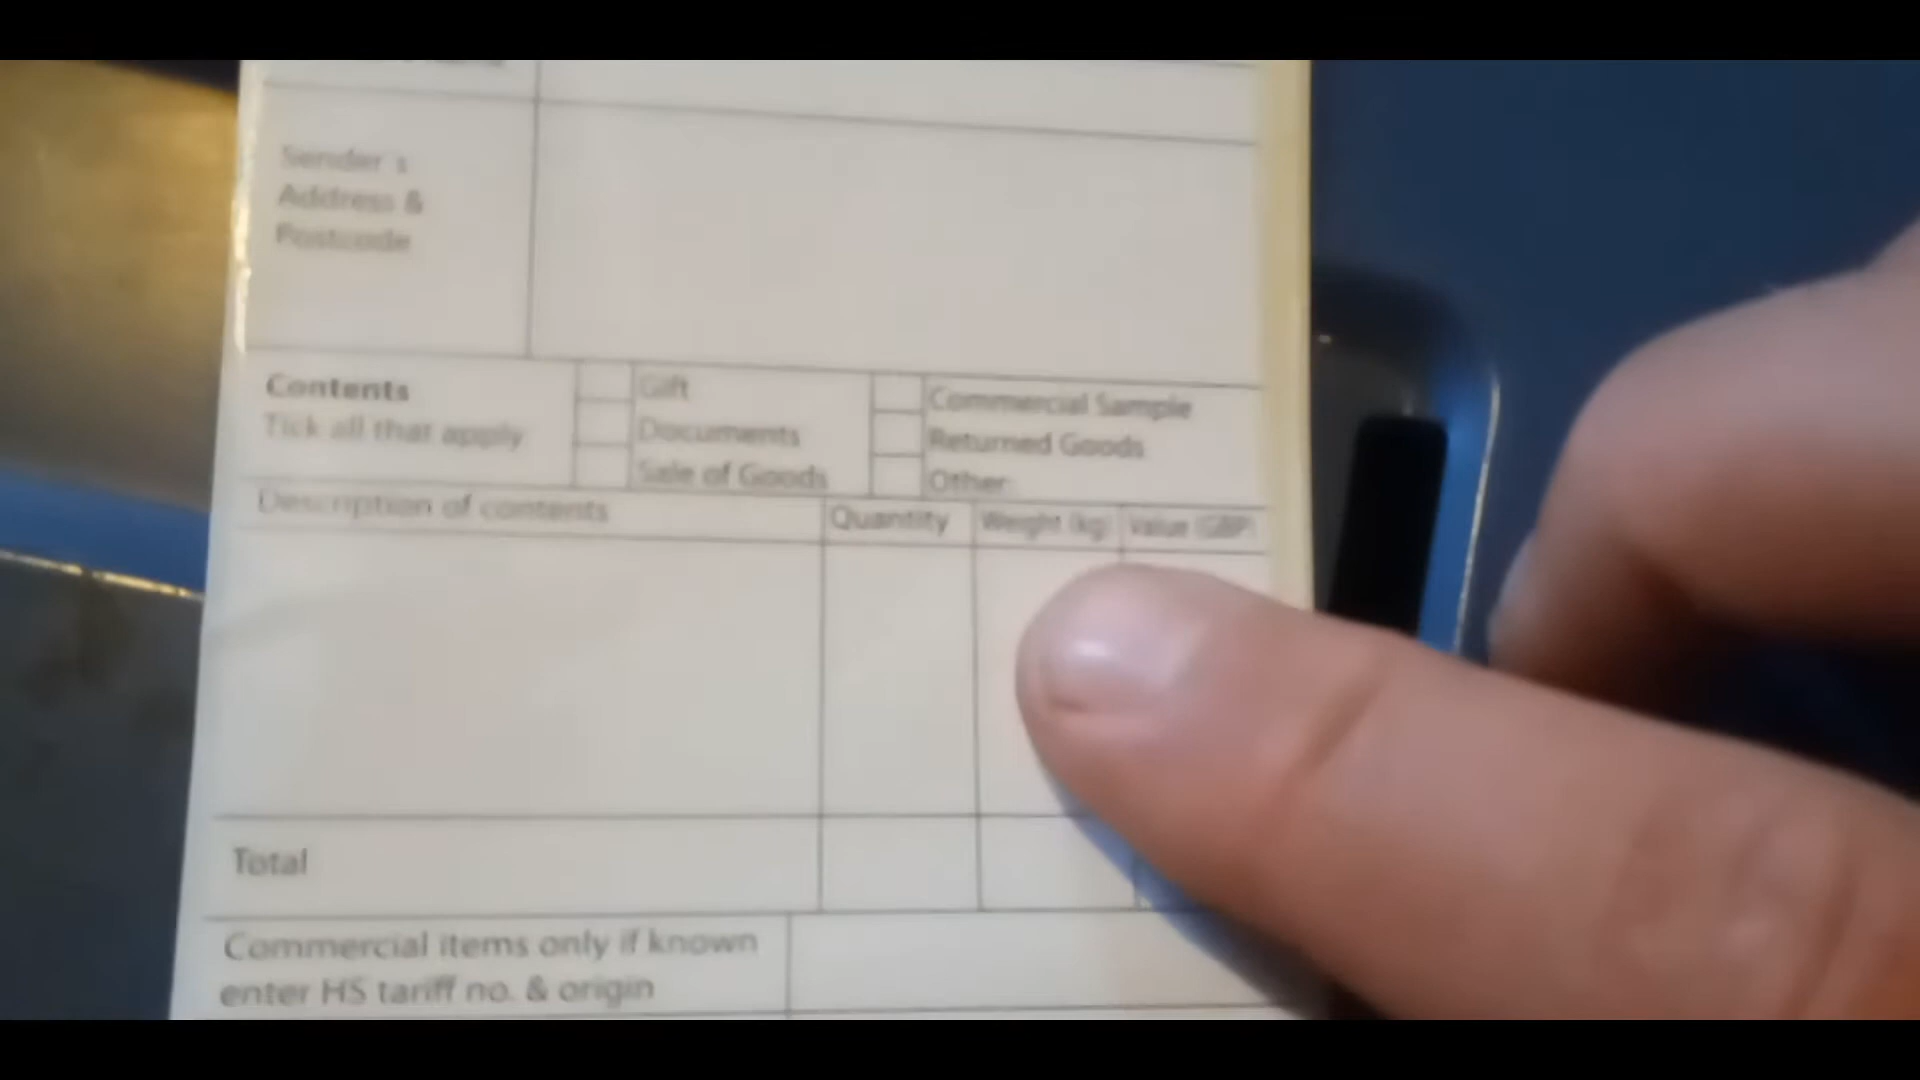 Sender's
Address &
Postcode
Contents
Tick all that apply
Gift
Documents
Sale of Goods
Commercial Sample
Returned Goods
Other:
Description of contents
Quantity
Weight (kg)
Value (GBP)
Total
Commercial items only if known
enter HS tariff no. & origin